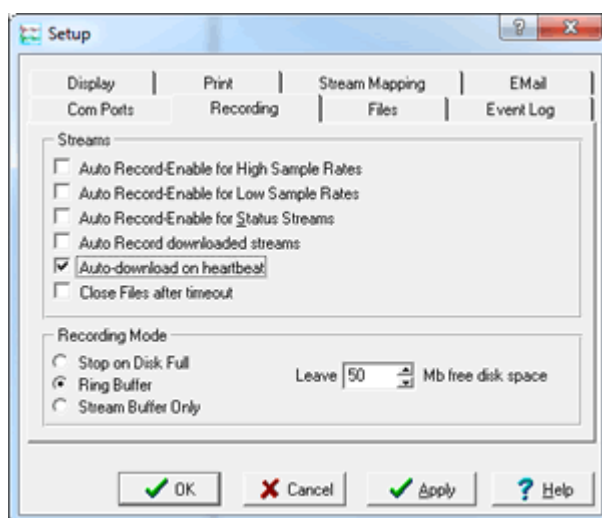 Setup
Display Print Stream Mapping EMail
Com Ports Recording Files Event Log
Streams
Auto Record-Enable for High Sample Rates
Auto Record-Enable for Low Sample Rates
Auto Record-Enable for Status Streams
Auto Record downloaded streams
Auto-download on heartbeat
Close Files after timeout
Recording Mode
Stop on Disk Full
Ring Buffer
Stream Buffer Only
Leave 50 Mb free disk space
OK Cancel Apply ? Help